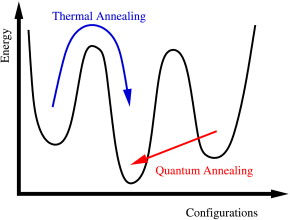 Thermal Annealing
Energy
Quantum Annealing
Configurations